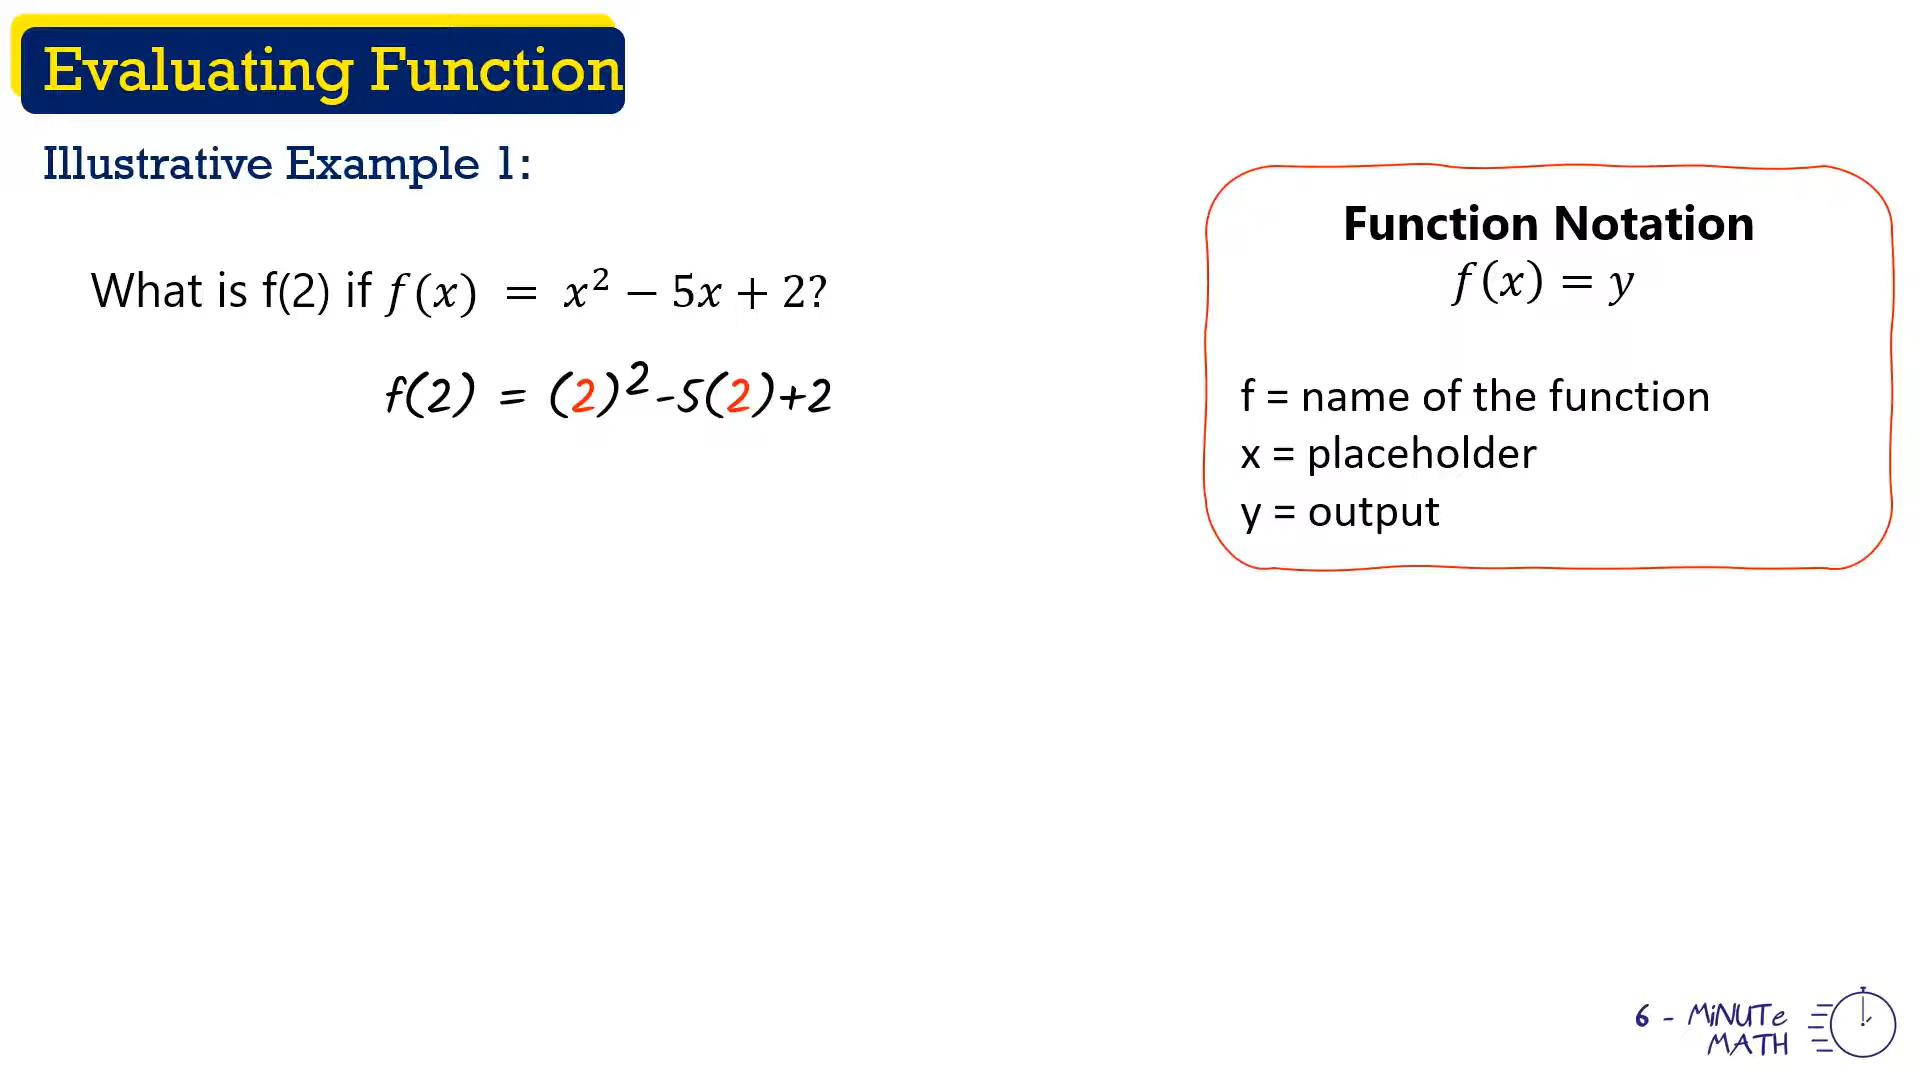 Evaluating Function
Illustrative Example 1:
What is f(2) if f(x) = x² − 5x + 2?
f(2) = (2)²-5(2)+2
Function Notation
f(x) = y
f = name of the function
x = placeholder
y = output
6 - MiNUTe
MATH